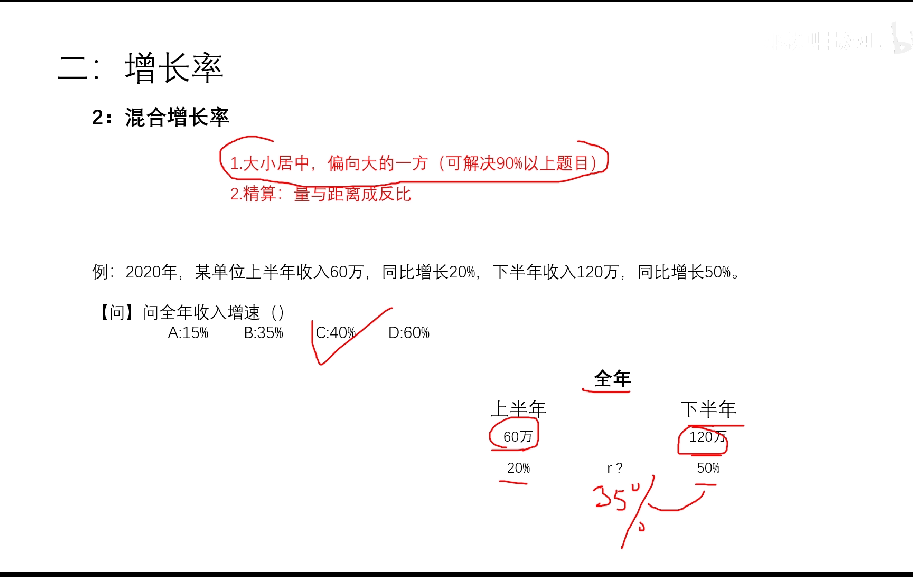 二：增长率
2：混合增长率
1.大小居中，偏向大的一方（可解决90%以上题目）
2.精算：量与距离成反比
例：2020年，某单位上半年收入60万，同比增长20%，下半年收入120万，同比增长50%。
【问】问全年收入增速（）
A:15% B:35% C:40% D:60%
全年
上半年 下半年
60万 120万
20% r？ 50%
35%